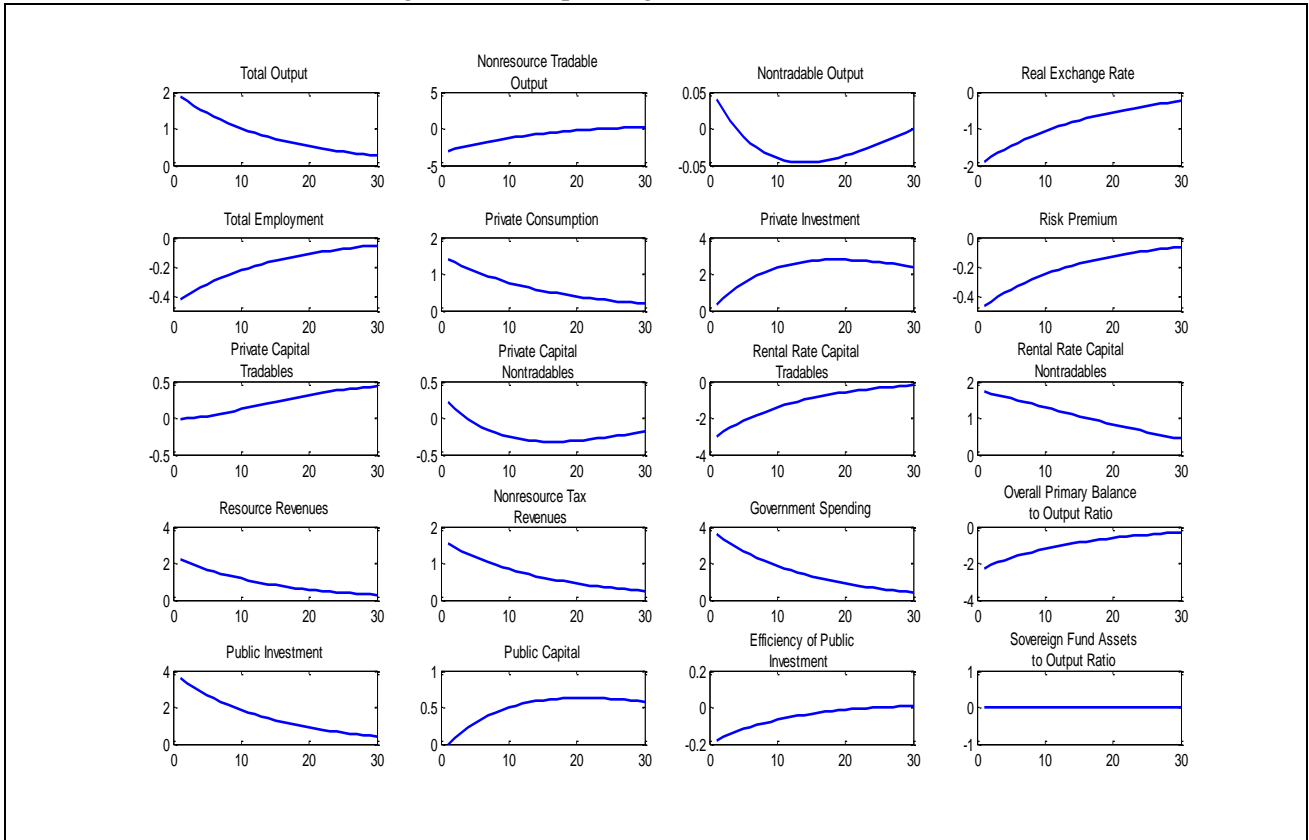 Total Output
2
1
0
0 10 20 30
Nonresource Tradable
Output
5
0
-5
0 10 20 30
Nontradable Output
0.05
0
-0.05
0 10 20 30
Real Exchange Rate
0
-1
-2
0 10 20 30
Total Employment
0
-0.2
-0.4
0 10 20 30
Private Consumption
2
1
0
0 10 20 30
Private Investment
4
2
0
0 10 20 30
Risk Premium
0
-0.2
-0.4
0 10 20 30
Private Capital
Tradables
0.5
0
-0.5
0 10 20 30
Private Capital
Nontradables
0.5
0
-0.5
0 10 20 30
Rental Rate Capital
Tradables
0
-2
-4
0 10 20 30
Rental Rate Capital
Nontradables
2
1
0
0 10 20 30
Resource Revenues
4
2
0
0 10 20 30
Nonresource Tax
Revenues
2
1
0
0 10 20 30
Government Spending
4
2
0
0 10 20 30
Overall Primary Balance
to Output Ratio
0
-2
-4
0 10 20 30
Public Investment
4
2
0
0 10 20 30
Public Capital
1
0.5
0
0 10 20 30
Efficiency of Public
Investment
0.2
0
-0.2
0 10 20 30
Sovereign Fund Assets
to Output Ratio
1
0
-1
0 10 20 30